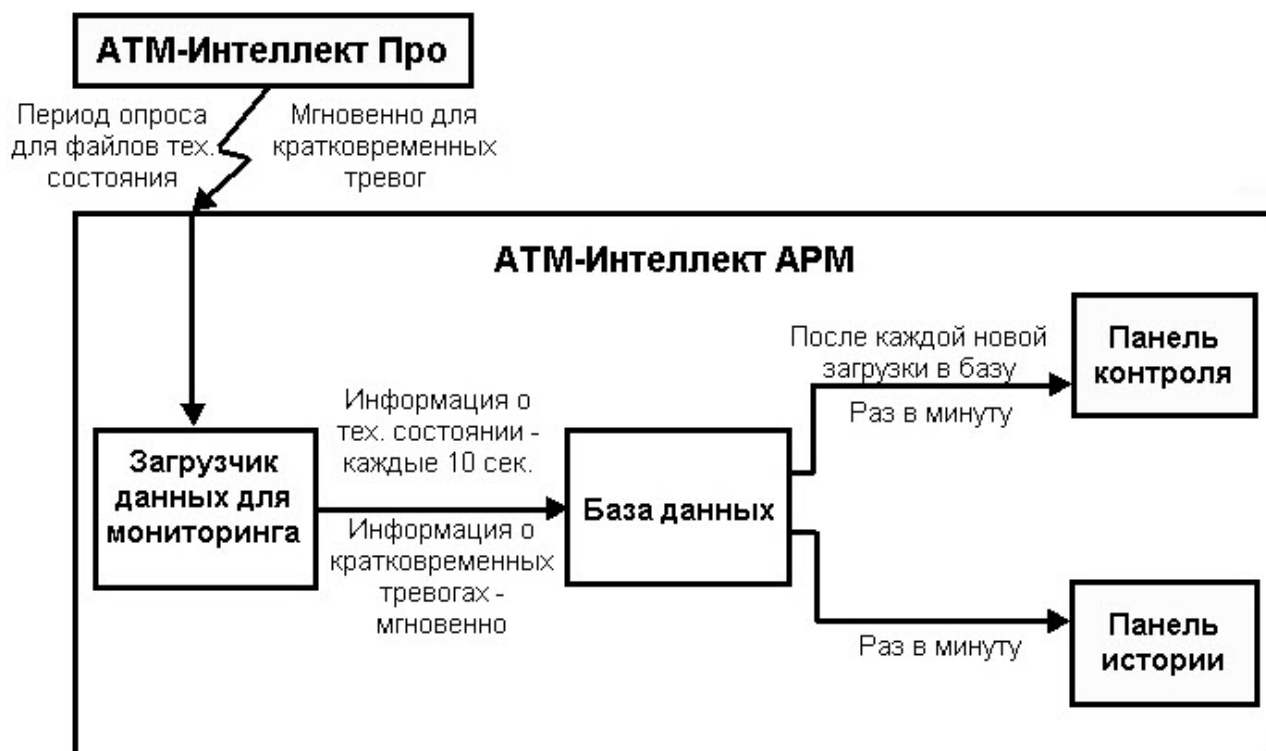 АТМ-Интеллект Про
Период опроса
для файлов тех.
состояния
Мгновенно для
кратковременных
тревог
АТМ-Интеллект АРМ
Загрузчик
данных для
мониторинга
Информация о
тех. состоянии -
каждые 10 сек.
Информация о
кратковременных
тревогах -
мгновенно
База данных
После каждой новой
загрузки в базу
Раз в минуту
Панель
контроля
Раз в минуту
Панель
истории